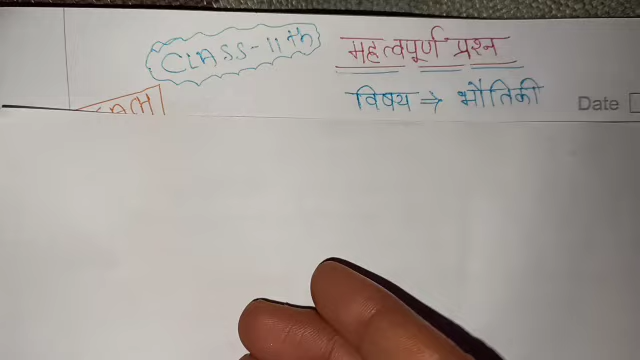 CLASS-11th
महत्वपूर्ण प्रश्न
विषय ⇒ भौतिकी
Date